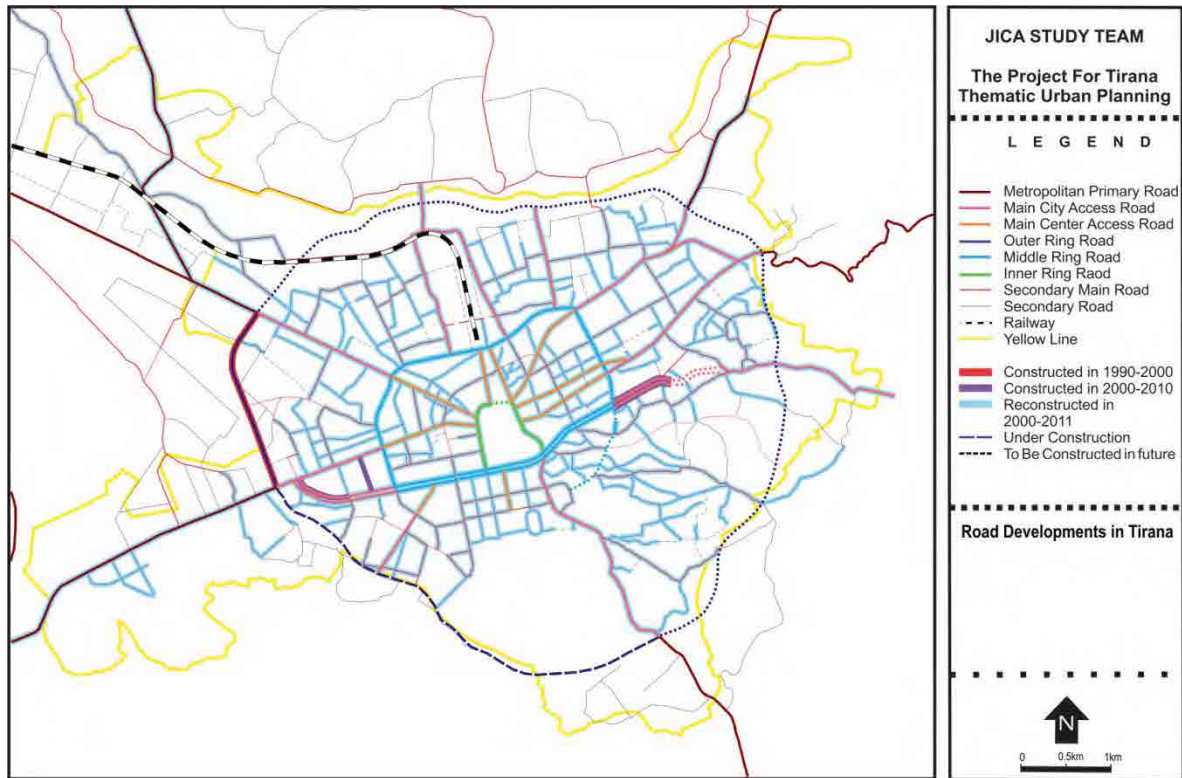 JICA STUDY TEAM
The Project For Tirana
Thematic Urban Planning
L E G E N D
Metropolitan Primary Road
Main City Access Road
Main Center Access Road
Outer Ring Road
Middle Ring Road
Inner Ring Raod
Secondary Main Road
Secondary Road
Railway
Yellow Line
Constructed in 1990-2000
Constructed in 2000-2010
Reconstructed in
2000-2011
Under Construction
To Be Constructed in future
Road Developments in Tirana
N
0 0.5km 1km